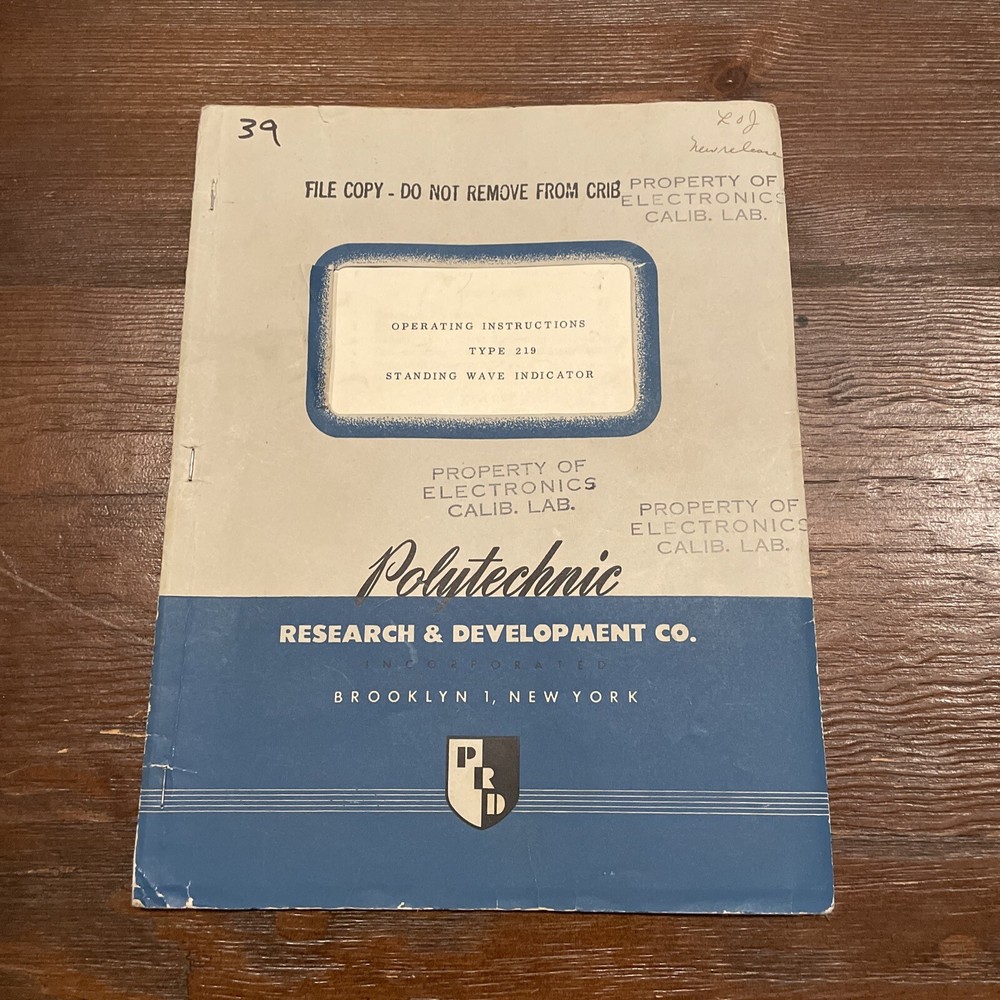 39
new release
FILE COPY - DO NOT REMOVE FROM CRIB
PROPERTY OF
ELECTRONICS
CALIB. LAB.
OPERATING INSTRUCTIONS
TYPE 219
STANDING WAVE INDICATOR
PROPERTY OF
ELECTRONICS
CALIB. LAB.
PROPERTY OF
ELECTRONICS
CALIB. LAB.
Polytechnic
RESEARCH & DEVELOPMENT CO.
INCORPORATED
BROOKLYN 1, NEW YORK
PRD